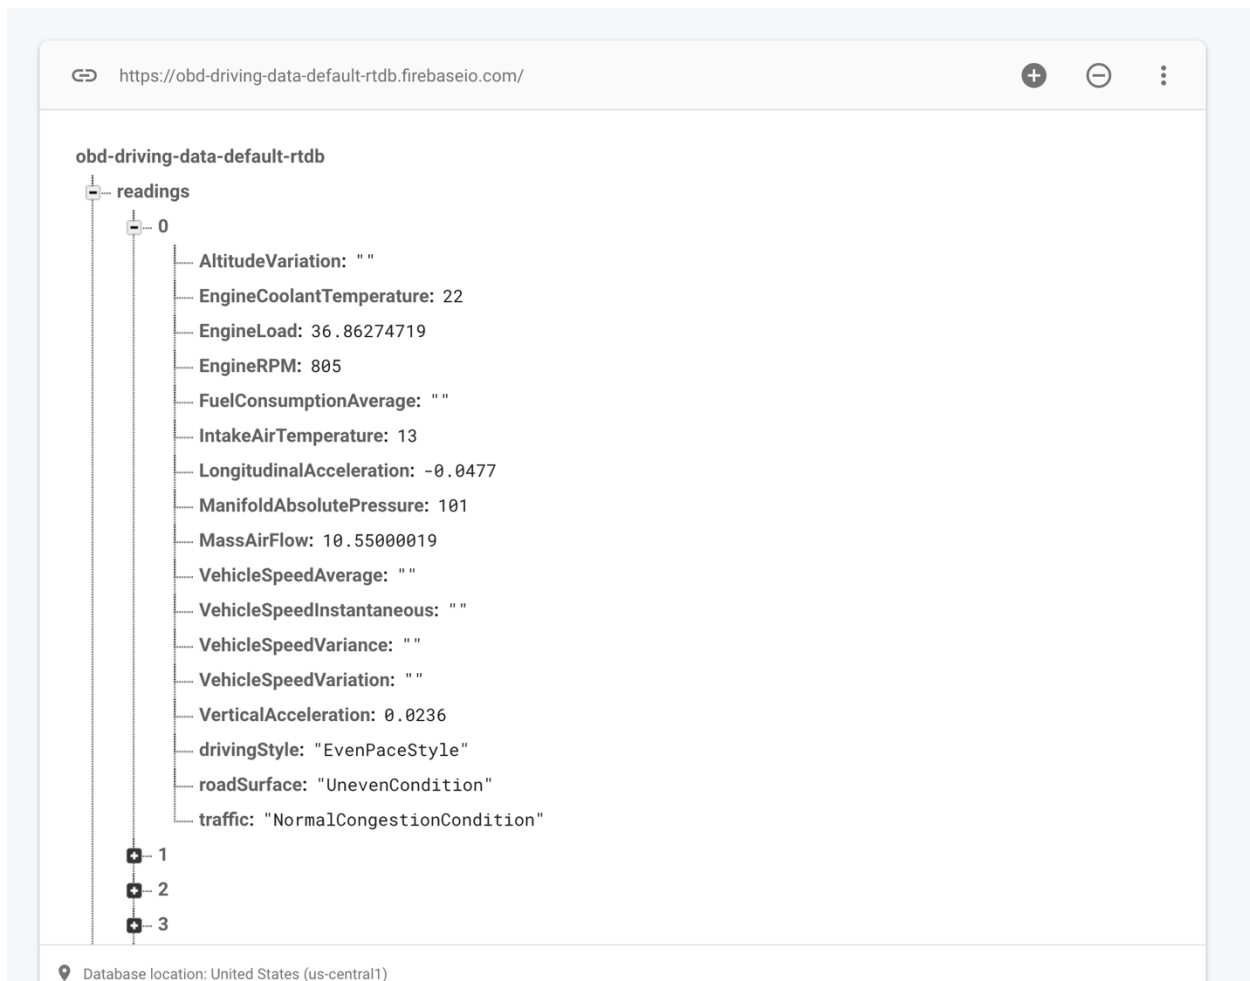 https://obd-driving-data-default-rtdb.firebaseio.com/
obd-driving-data-default-rtdb
readings
0
AltitudeVariation: ""
EngineCoolantTemperature: 22
EngineLoad: 36.86274719
EngineRPM: 805
FuelConsumptionAverage: ""
IntakeAirTemperature: 13
LongitudinalAcceleration: -0.0477
ManifoldAbsolutePressure: 101
MassAirFlow: 10.55000019
VehicleSpeedAverage: ""
VehicleSpeedInstantaneous: ""
VehicleSpeedVariance: ""
VehicleSpeedVariation: ""
VerticalAcceleration: 0.0236
drivingStyle: "EvenPaceStyle"
roadSurface: "UnevenCondition"
traffic: "NormalCongestionCondition"
1
2
3
Database location: United States (us-central1)